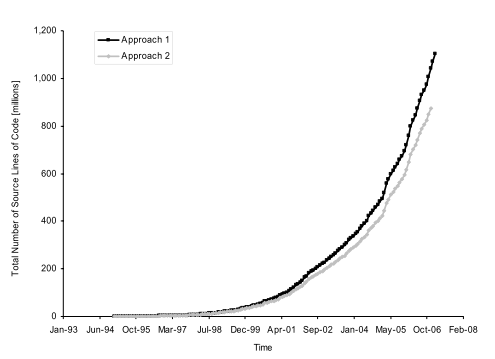 1,200
Approach 1
Approach 2
1,000
800
600
400
200
0
Total Number of Source Lines of Code [millions]
Jan-93 Jun-94 Oct-95 Mar-97 Jul-98 Dec-99 Apr-01 Sep-02 Jan-04 May-05 Oct-06 Feb-08
Time